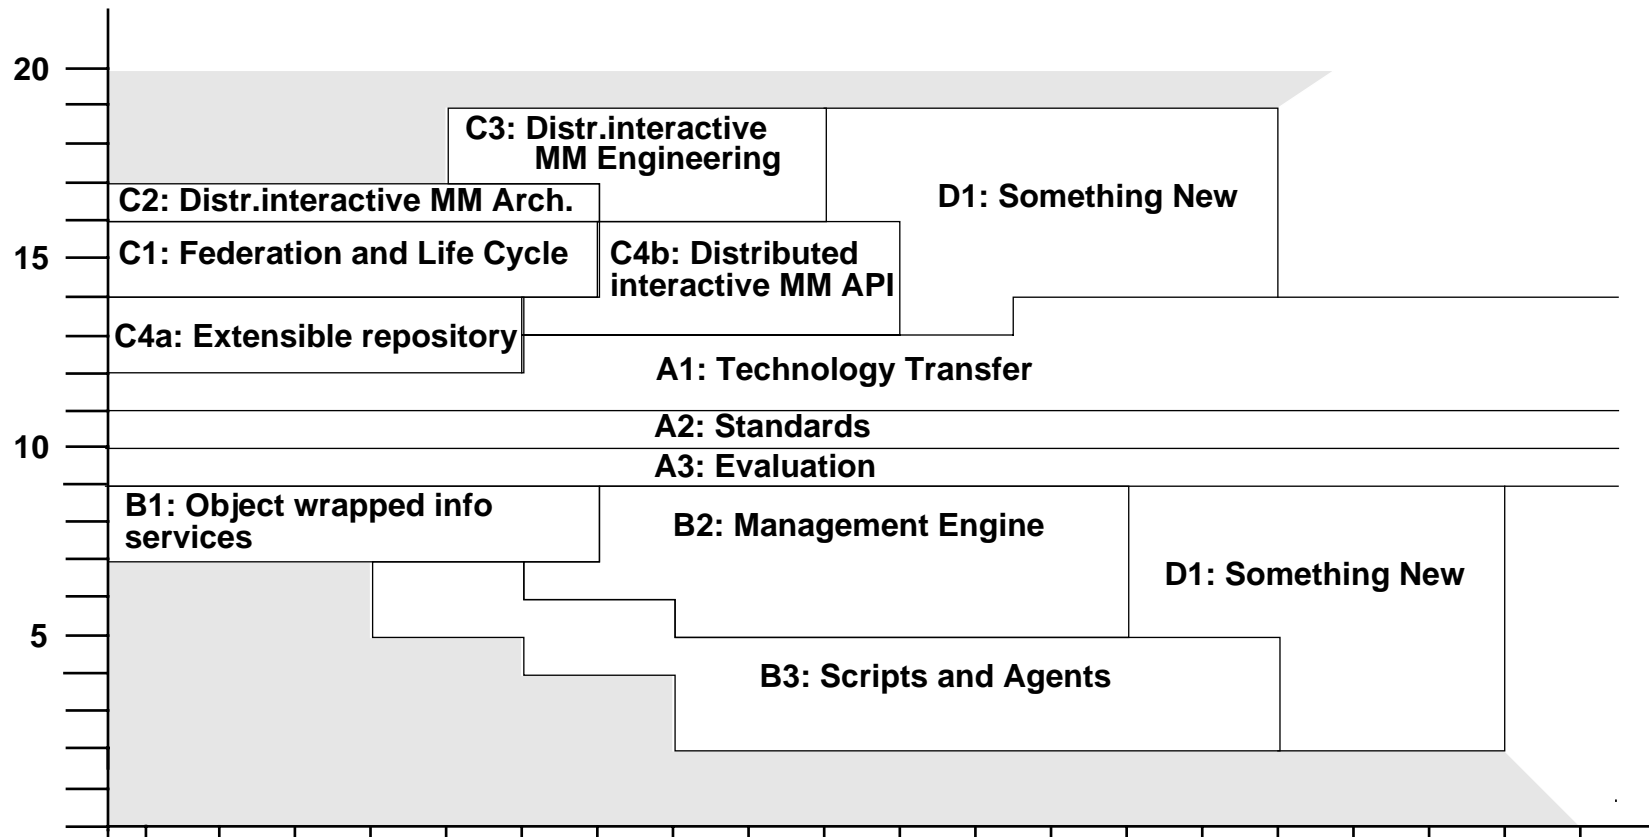 20
C3: Distr.interactive
MM Engineering
D1: Something New
C2: Distr.interactive MM Arch.
15
C1: Federation and Life Cycle
C4b: Distributed
interactive MM API
C4a: Extensible repository
A1: Technology Transfer
A2: Standards
10
A3: Evaluation
B1: Object wrapped info
services
B2: Management Engine
D1: Something New
5
B3: Scripts and Agents